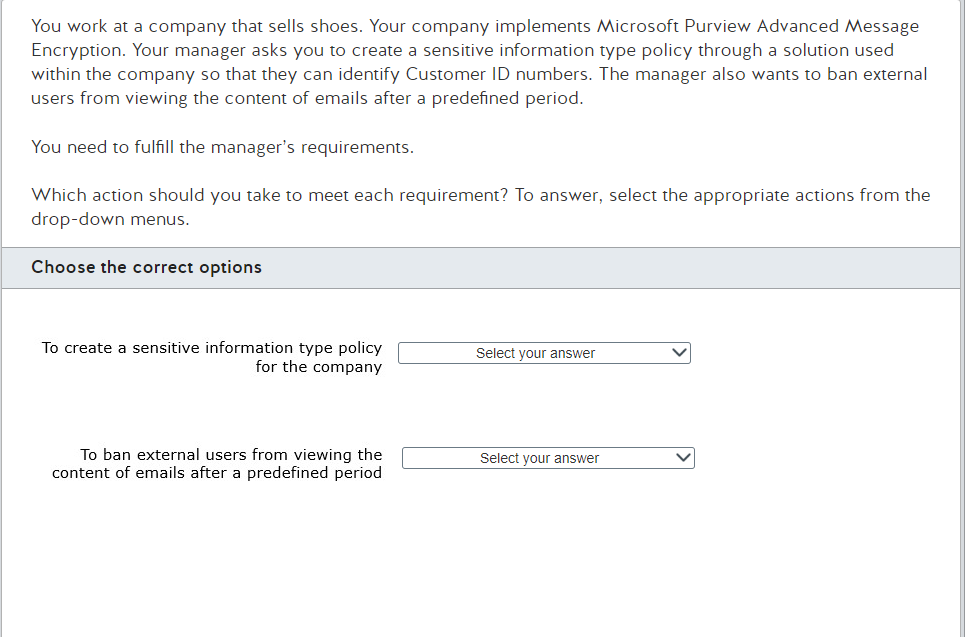 You work at a company that sells shoes. Your company implements Microsoft Purview Advanced Message
Encryption. Your manager asks you to create a sensitive information type policy through a solution used
within the company so that they can identify Customer ID numbers. The manager also wants to ban external
users from viewing the content of emails after a predefined period.
You need to fulfill the manager's requirements.
Which action should you take to meet each requirement? To answer, select the appropriate actions from the
drop-down menus.
Choose the correct options
To create a sensitive information type policy
for the company
Select your answer
To ban external users from viewing the
content of emails after a predefined period
Select your answer